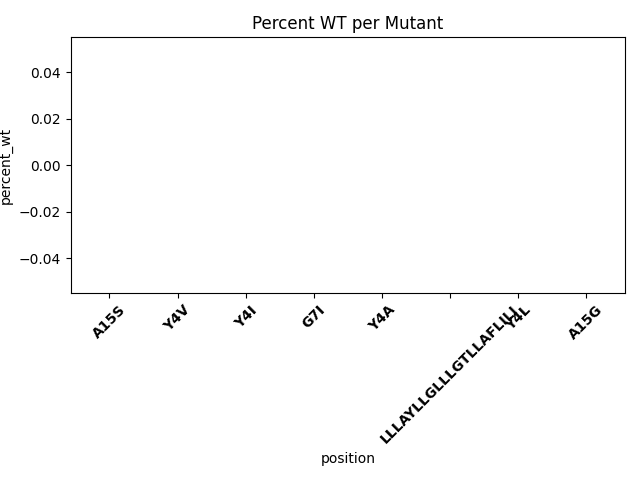 Percent WT per Mutant
percent_wt
0.04
0.02
0.00
−0.02
−0.04
A15S
Y4V
Y4I
G7I
Y4A
LLLAYLLGLLLGTLLAFLILI
Y4L
A15G
position